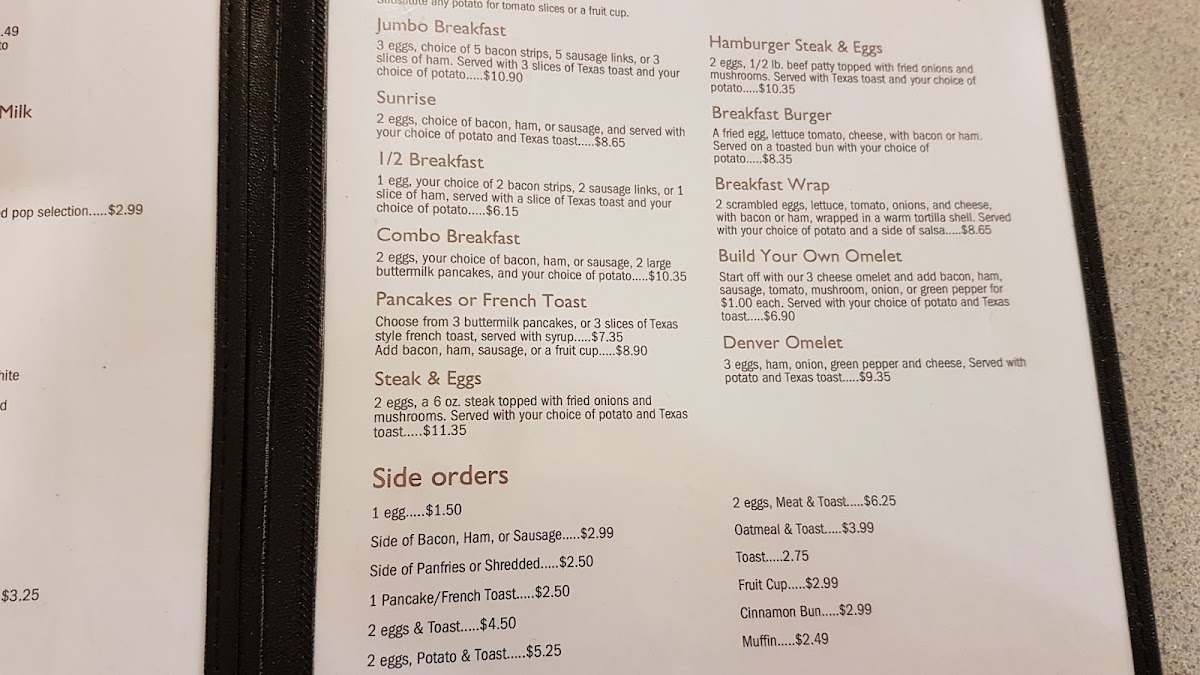 .49
to
Milk
d pop selection.....$2.99
hite
d
$3.25
Substitute any potato for tomato slices or a fruit cup.
Jumbo Breakfast
3 eggs, choice of 5 bacon strips, 5 sausage links, or 3
slices of ham. Served with 3 slices of Texas toast and your
choice of potato.....$10.90
Sunrise
2 eggs, choice of bacon, ham, or sausage, and served with
your choice of potato and Texas toast.....$8.65
1/2 Breakfast
1 egg, your choice of 2 bacon strips, 2 sausage links, or 1
slice of ham, served with a slice of Texas toast and your
choice of potato.....$6.15
Combo Breakfast
2 eggs, your choice of bacon, ham, or sausage, 2 large
buttermilk pancakes, and your choice of potato.....$10.35
Pancakes or French Toast
Choose from 3 buttermilk pancakes, or 3 slices of Texas
style french toast, served with syrup.....$7.35
Add bacon, ham, sausage, or a fruit cup.....$8.90
Steak & Eggs
2 eggs, a 6 oz. steak topped with fried onions and
mushrooms. Served with your choice of potato and Texas
toast.....$11.35
Hamburger Steak & Eggs
2 eggs, 1/2 lb. beef patty topped with fried onions and
mushrooms. Served with Texas toast and your choice of
potato.....$10.35
Breakfast Burger
A fried egg, lettuce tomato, cheese, with bacon or ham.
Served on a toasted bun with your choice of
potato.....$8.35
Breakfast Wrap
2 scrambled eggs, lettuce, tomato, onions, and cheese,
with bacon or ham, wrapped in a warm tortilla shell. Served
with your choice of potato and a side of salsa.....$8.65
Build Your Own Omelet
Start off with our 3 cheese omelet and add bacon, ham,
sausage, tomato, mushroom, onion, or green pepper for
$1.00 each. Served with your choice of potato and Texas
toast.....$6.90
Denver Omelet
3 eggs, ham, onion, green pepper and cheese, Served with
potato and Texas toast.....$9.35
Side orders
1 egg.....$1.50
Side of Bacon, Ham, or Sausage.....$2.99
Side of Panfries or Shredded.....$2.50
1 Pancake/French Toast.....$2.50
2 eggs & Toast.....$4.50
2 eggs, Potato & Toast.....$5.25
2 eggs, Meat & Toast.....$6.25
Oatmeal & Toast.....$3.99
Toast.....2.75
Fruit Cup.....$2.99
Cinnamon Bun.....$2.99
Muffin.....$2.49